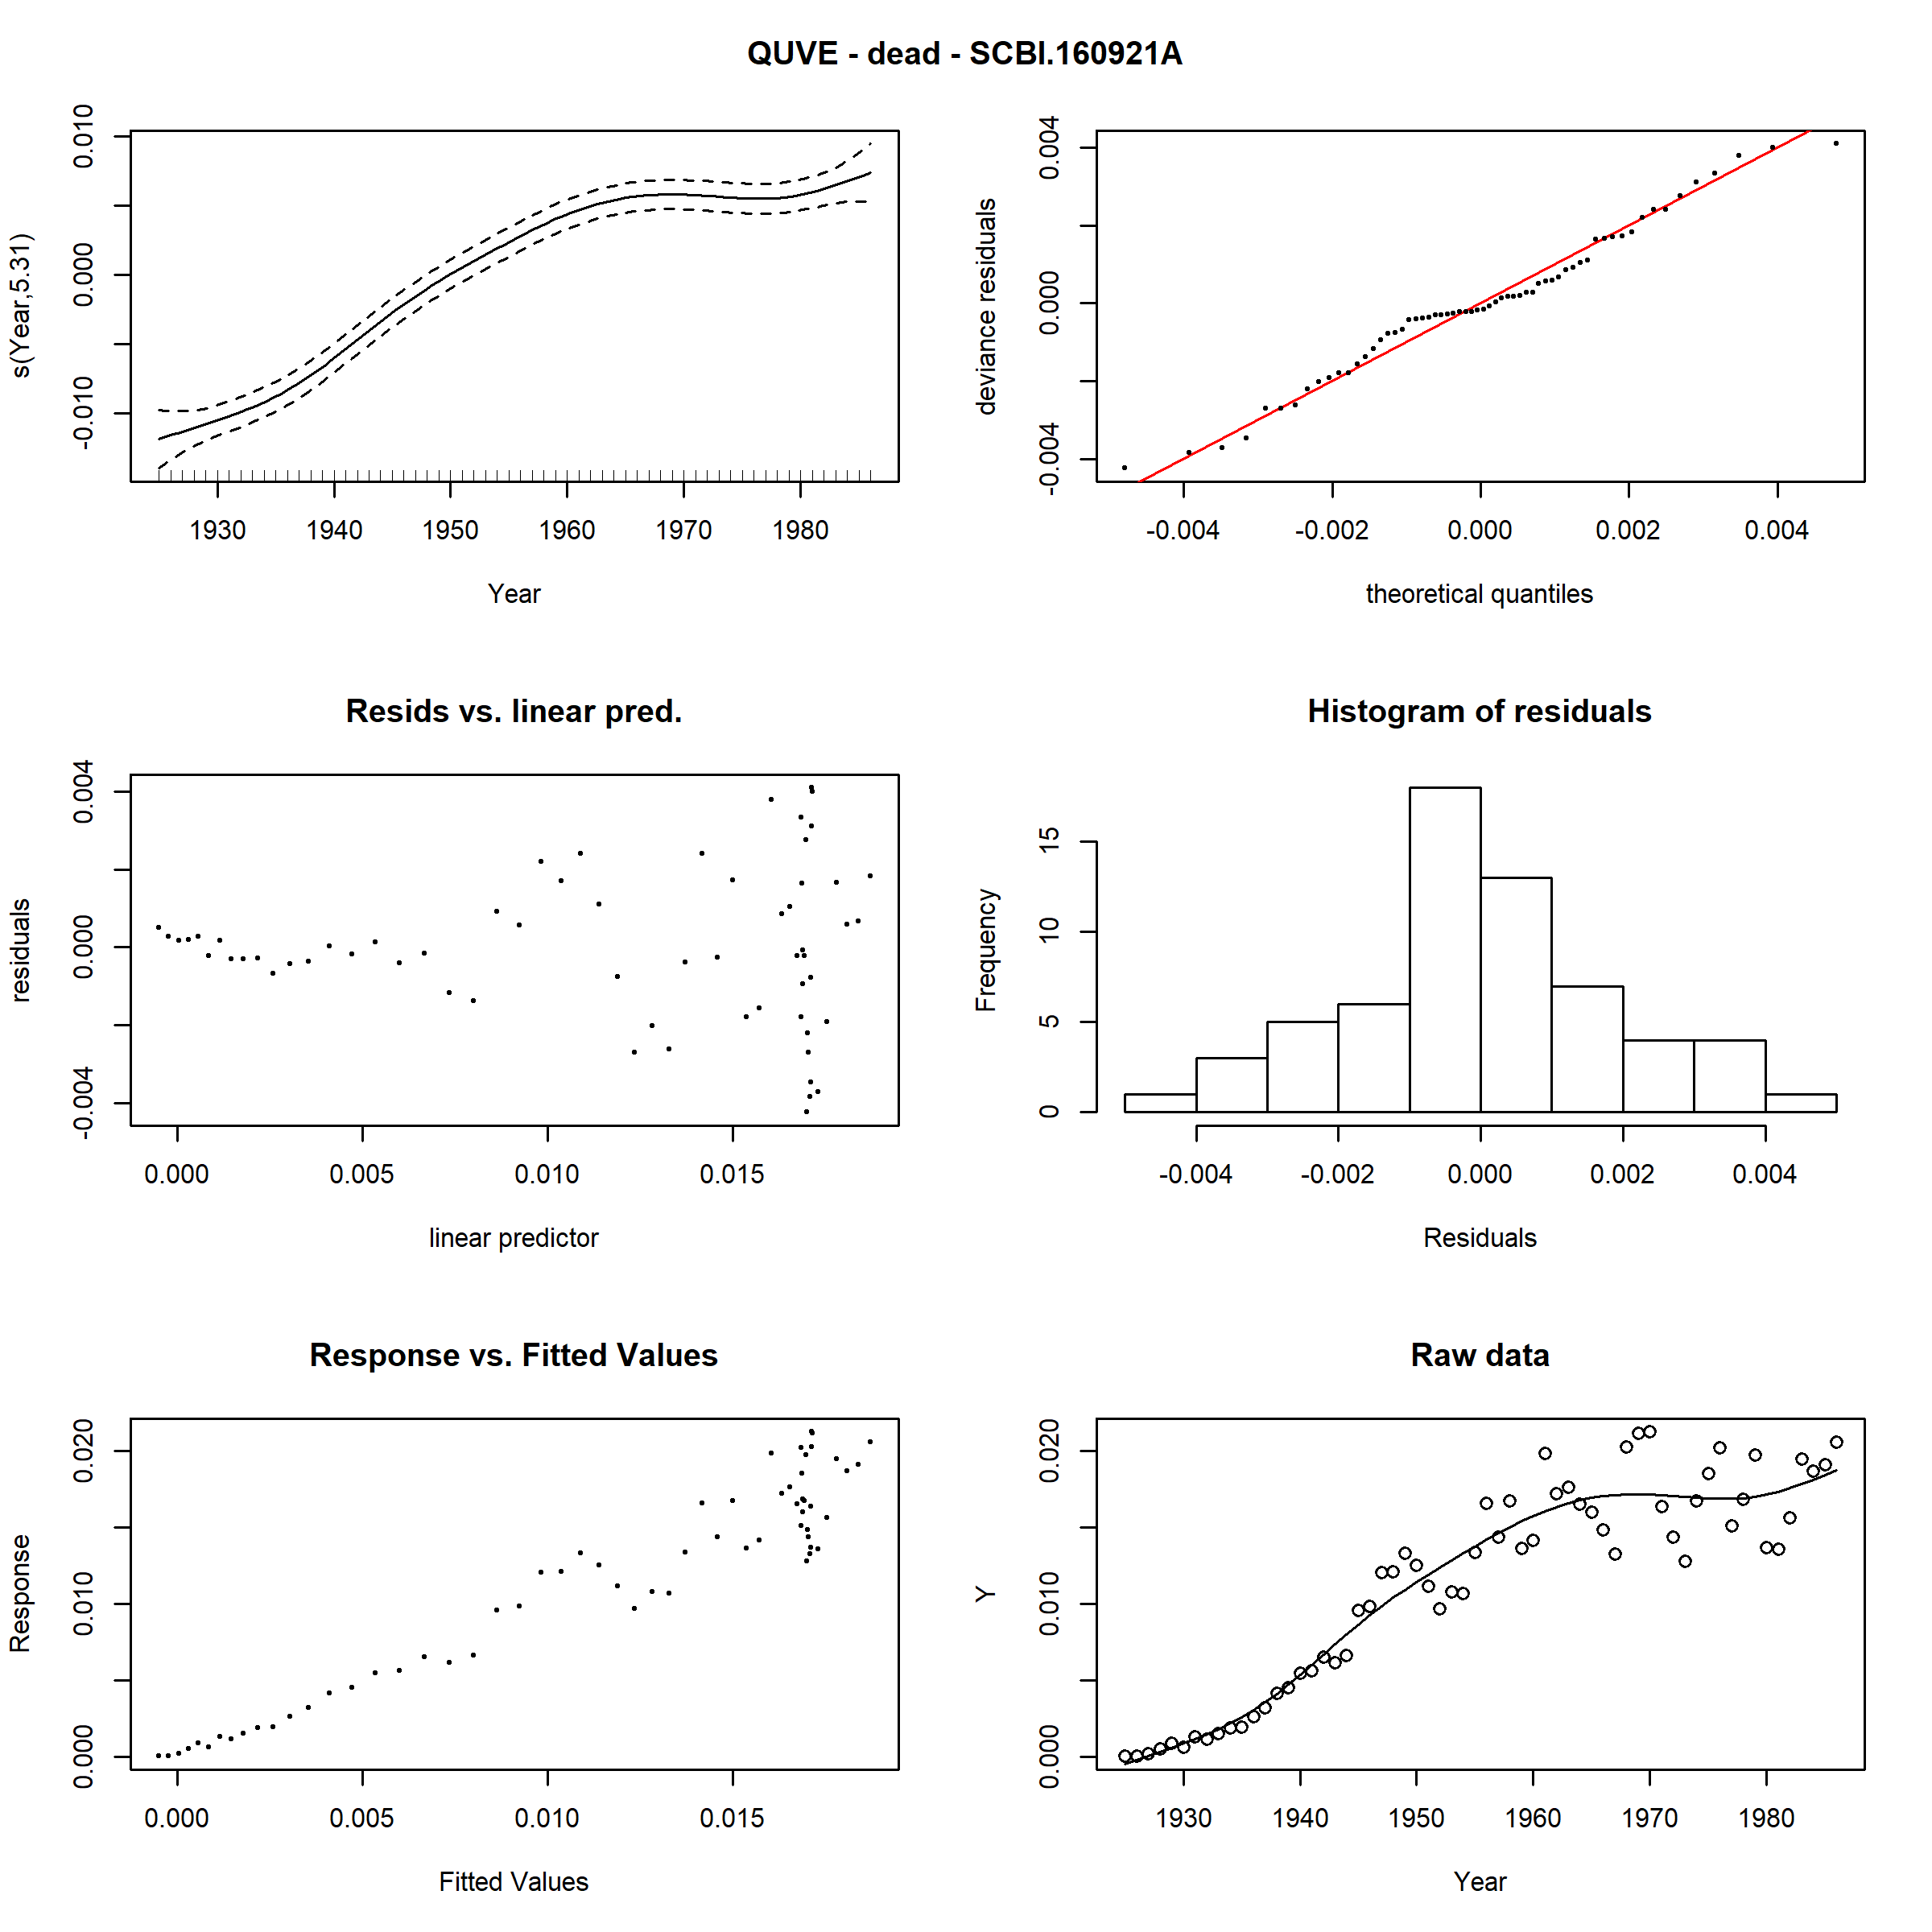 QUVE - dead - SCBI.160921A
s(Year,5.31)
-0.010 0.000 0.010
1930 1940 1950 1960 1970 1980
Year
deviance residuals
-0.004 0.000 0.004
-0.004 -0.002 0.000 0.002 0.004
theoretical quantiles
Resids vs. linear pred.
residuals
-0.004 0.000 0.004
0.000 0.005 0.010 0.015
linear predictor
Histogram of residuals
Frequency
0 5 10 15
-0.004 -0.002 0.000 0.002 0.004
Residuals
Response vs. Fitted Values
Response
0.000 0.010 0.020
0.000 0.005 0.010 0.015
Fitted Values
Raw data
Y
0.000 0.010 0.020
1930 1940 1950 1960 1970 1980
Year